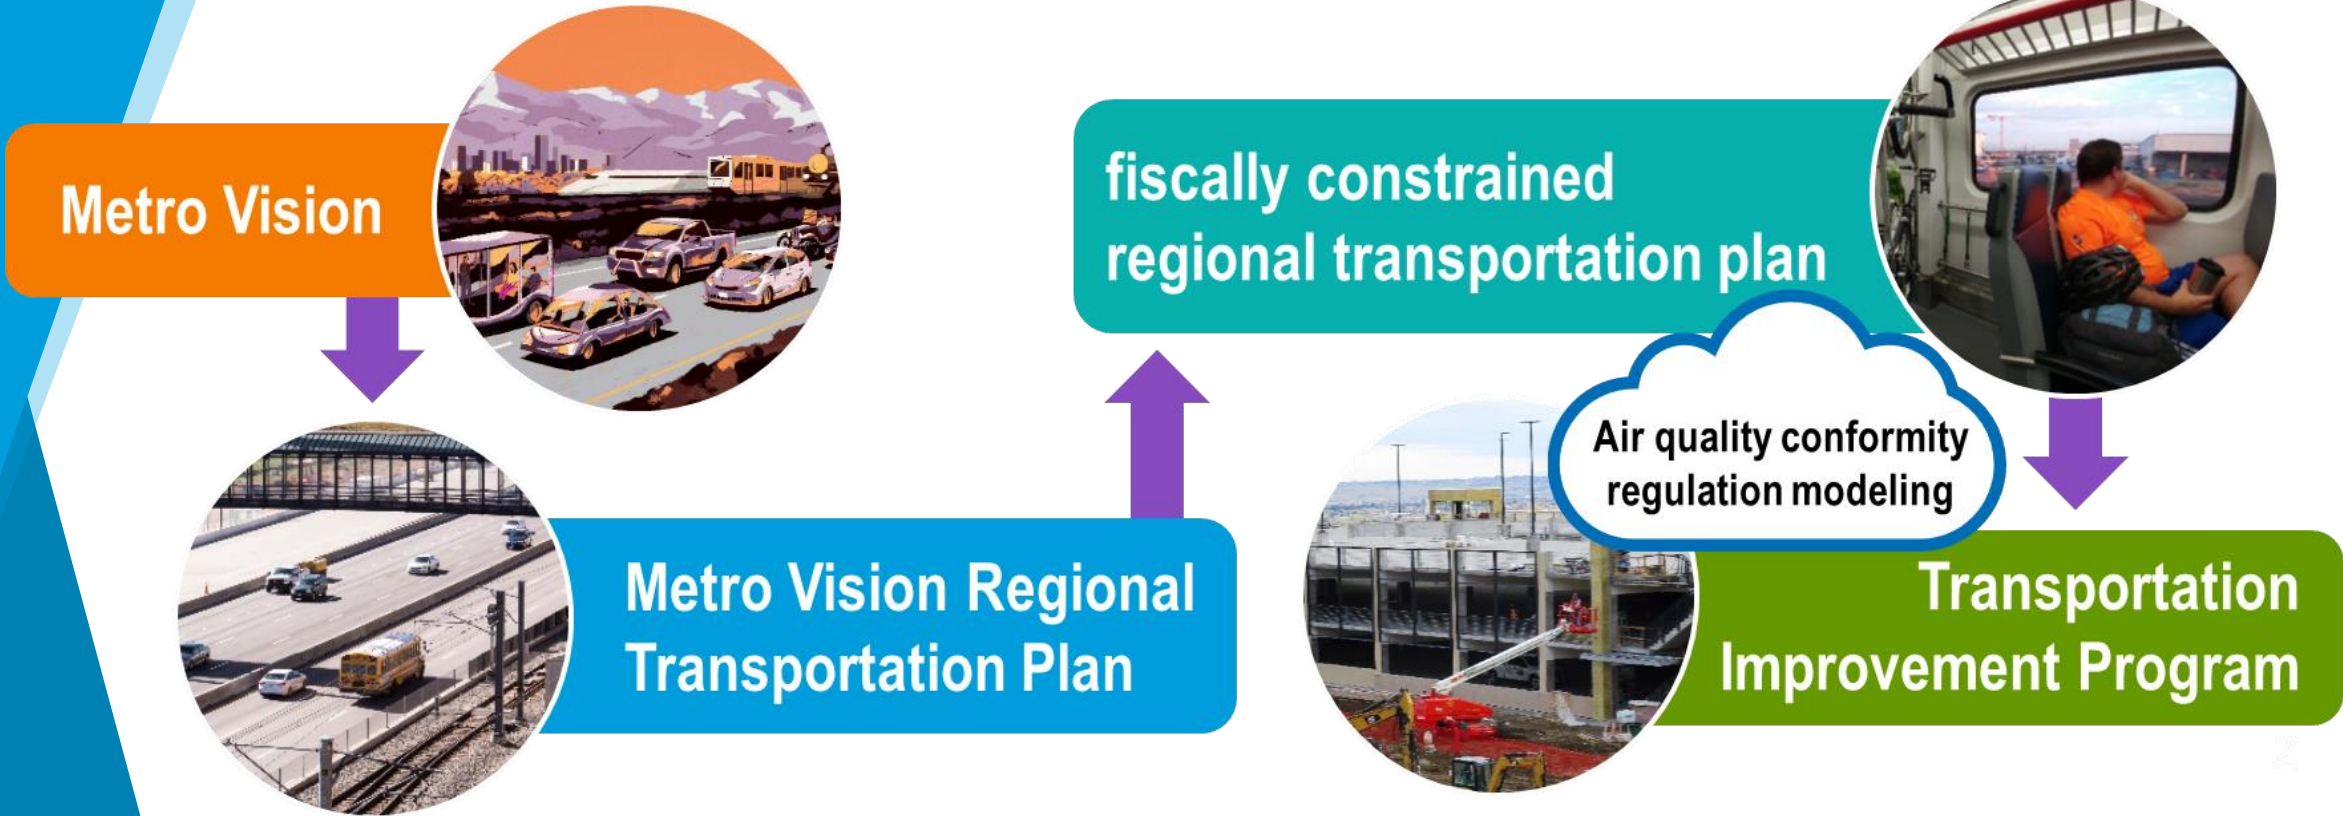 Metro Vision
Metro Vision Regional
Transportation Plan
fiscally constrained
regional transportation plan
Air quality conformity
regulation modeling
Transportation
Improvement Program
2